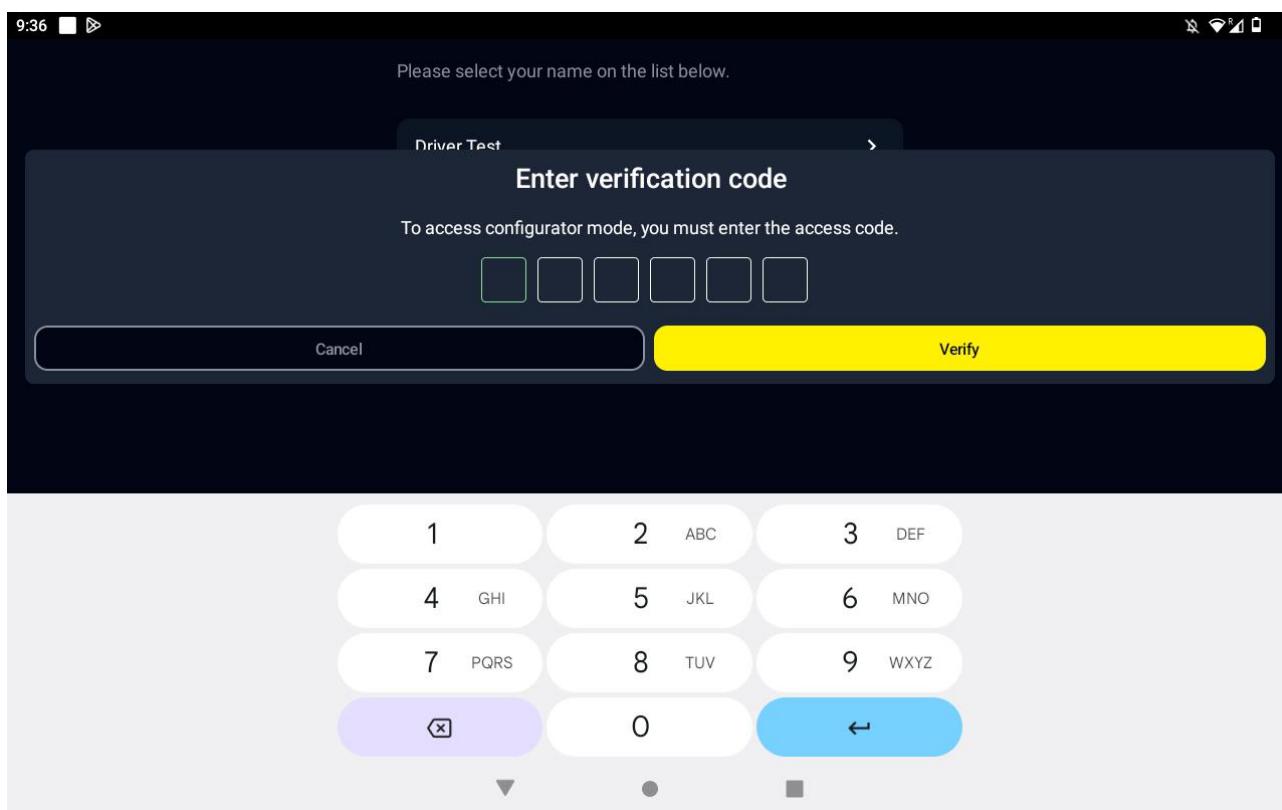 9:36
R
Please select your name on the list below.
Driver Test
Enter verification code
To access configurator mode, you must enter the access code.
Cancel
Verify
1
2 ABC
3 DEF
4 GHI
5 JKL
6 MNO
7 PQRS
8 TUV
9 WXYZ
0